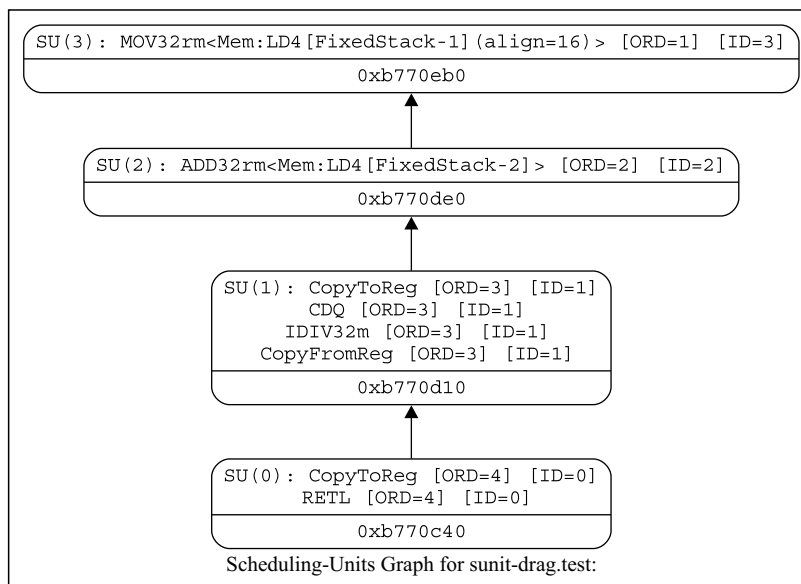 SU(3): MOV32rm<Mem:LD4[FixedStack-1](align=16)> [ORD=1] [ID=3]
0xb770eb0
SU(2): ADD32rm<Mem:LD4[FixedStack-2]> [ORD=2] [ID=2]
0xb770de0
SU(1): CopyToReg [ORD=3] [ID=1]
CDQ [ORD=3] [ID=1]
IDIV32m [ORD=3] [ID=1]
CopyFromReg [ORD=3] [ID=1]
0xb770d10
SU(0): CopyToReg [ORD=4] [ID=0]
RETL [ORD=4] [ID=0]
0xb770c40
Scheduling-Units Graph for sunit-drag.test: